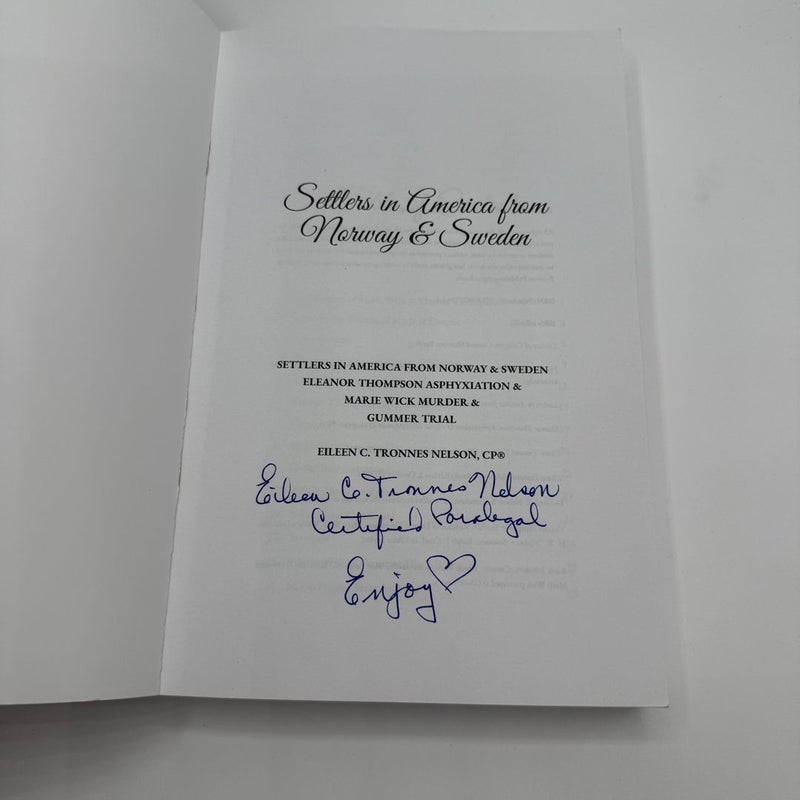 Settlers in America from
Norway & Sweden
SETTLERS IN AMERICA FROM NORWAY & SWEDEN
ELEANOR THOMPSON ASPHYXIATION &
MARIE WICK MURDER &
GUMMER TRIAL
EILEEN C. TRONNES NELSON, CP®
Eileen C. Tronnes Nelson
Certified Paralegal
Enjoy